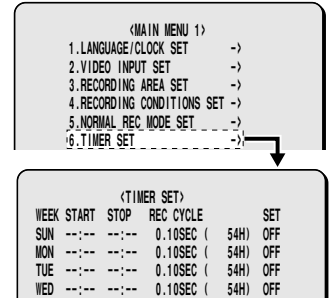 <MAIN MENU 1>
1.LANGUAGE/CLOCK SET ->
2.VIDEO INPUT SET ->
3.RECORDING AREA SET ->
4.RECORDING CONDITIONS SET ->
5.NORMAL REC MODE SET ->
6.TIMER SET ->
<TIMER SET>
WEEK START STOP REC CYCLE SET
SUN --:-- --:-- 0.10SEC ( 54H) OFF
MON --:-- --:-- 0.10SEC ( 54H) OFF
TUE --:-- --:-- 0.10SEC ( 54H) OFF
WED --:-- --:-- 0.10SEC ( 54H) OFF